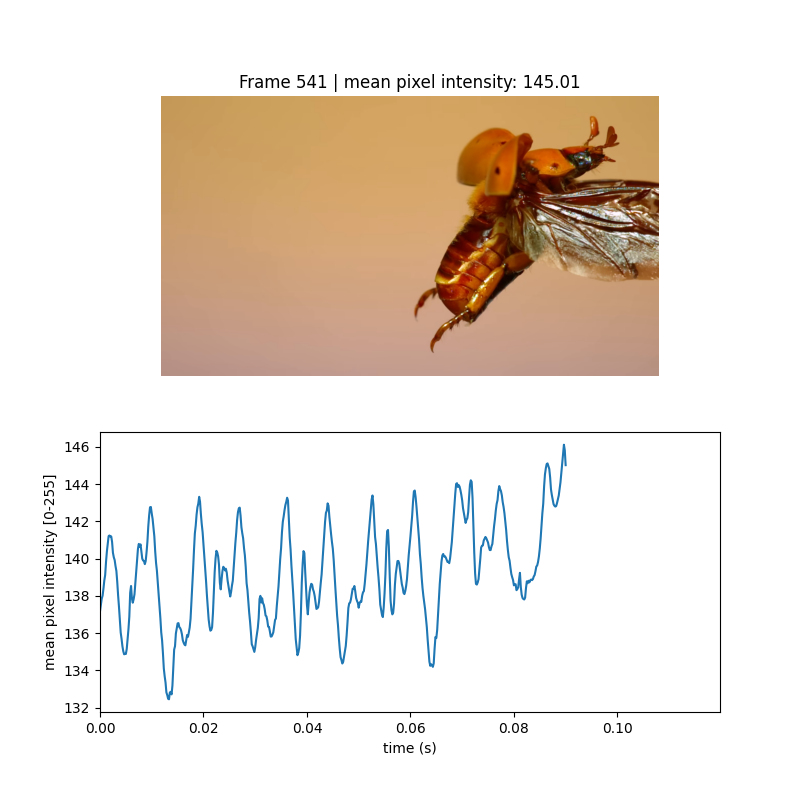 Frame 541 | mean pixel intensity: 145.01
146
144
142
140
138
136
134
132
mean pixel intensity [0-255]
0.00 0.02 0.04 0.06 0.08 0.10
time (s)